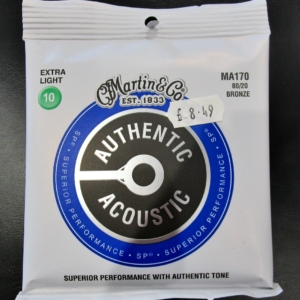 EXTRA
LIGHT
10
C.F. Martin & Co.
EST. 1833
MA170
80/20
BRONZE
£ 8.49
AUTHENTIC
ACOUSTIC
SP® • SUPERIOR PERFORMANCE • SP® • SUPERIOR PERFORMANCE
SUPERIOR PERFORMANCE WITH AUTHENTIC TONE